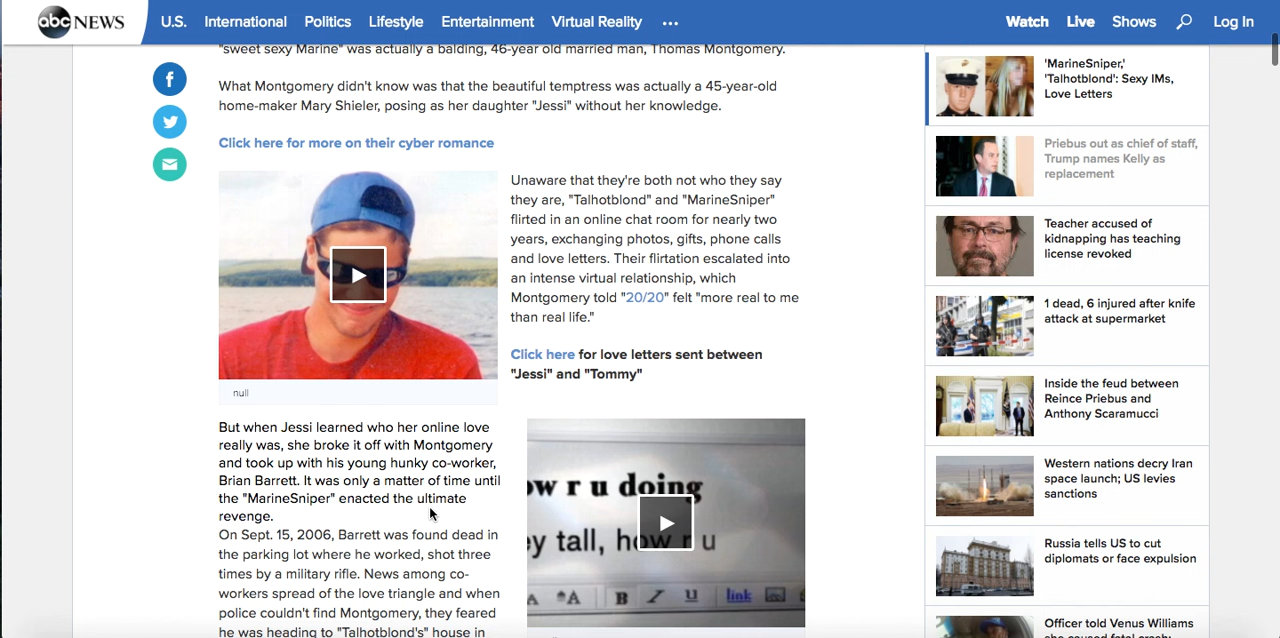 abc NEWS U.S. International Politics Lifestyle Entertainment Virtual Reality ... Watch Live Shows Log In
"sweet sexy Marine" was actually a balding, 46-year old married man, Thomas Montgomery.
What Montgomery didn't know was that the beautiful temptress was actually a 45-year-old
home-maker Mary Shieler, posing as her daughter "Jessi" without her knowledge.
Click here for more on their cyber romance
null
Unaware that they're both not who they say
they are, "Talhotblond" and "MarineSniper"
flirted in an online chat room for nearly two
years, exchanging photos, gifts, phone calls
and love letters. Their flirtation escalated into
an intense virtual relationship, which
Montgomery told "20/20" felt "more real to me
than real life."
Click here for love letters sent between
"Jessi" and "Tommy"
But when Jessi learned who her online love
really was, she broke it off with Montgomery
and took up with his young hunky co-worker,
Brian Barrett. It was only a matter of time until
the "MarineSniper" enacted the ultimate
revenge.
On Sept. 15, 2006, Barrett was found dead in
the parking lot where he worked, shot three
times by a military rifle. News among co-
workers spread of the love triangle and when
police couldn't find Montgomery, they feared
he was heading to "Talhotblond's" house in
ow r u doing
ey tall, how r u
A A B I U link
'MarineSniper,'
'Talhotblond': Sexy IMs,
Love Letters
Priebus out as chief of staff,
Trump names Kelly as
replacement
Teacher accused of
kidnapping has teaching
license revoked
1 dead, 6 injured after knife
attack at supermarket
Inside the feud between
Reince Priebus and
Anthony Scaramucci
Western nations decry Iran
space launch; US levies
sanctions
Russia tells US to cut
diplomats or face expulsion
Officer told Venus Williams
she caused fatal crash: